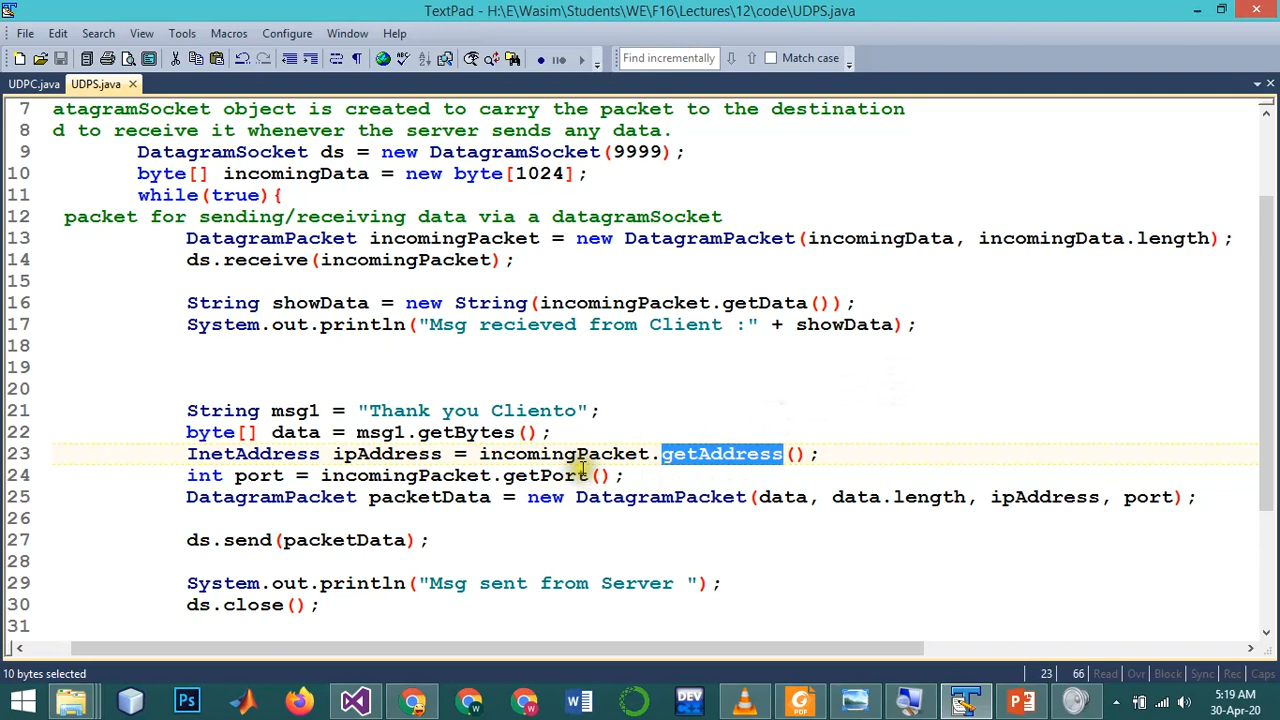 TextPad - H:\E\Wasim\Students\WE\F16\Lectures\12\code\UDPS.java
File Edit Search View Tools Macros Configure Window Help
Find incrementally Match case
UDPC.java UDPS.java
7 atagramSocket object is created to carry the packet to the destination
8 d to receive it whenever the server sends any data.
9 DatagramSocket ds = new DatagramSocket(9999);
10 byte[] incomingData = new byte[1024];
11 while(true){
12 packet for sending/receiving data via a datagramSocket
13 DatagramPacket incomingPacket = new DatagramPacket(incomingData, incomingData.length);
14 ds.receive(incomingPacket);
15
16 String showData = new String(incomingPacket.getData());
17 System.out.println("Msg recieved from Client :" + showData);
18
19
20
21 String msg1 = "Thank you Cliento";
22 byte[] data = msg1.getBytes();
23 InetAddress ipAddress = incomingPacket.getAddress();
24 int port = incomingPacket.getPort();
25 DatagramPacket packetData = new DatagramPacket(data, data.length, ipAddress, port);
26
27 ds.send(packetData);
28
29 System.out.println("Msg sent from Server ");
30 ds.close();
31
10 bytes selected 23 66 Read Ovr Block Sync Rec Caps
5:19 AM
30-Apr-20